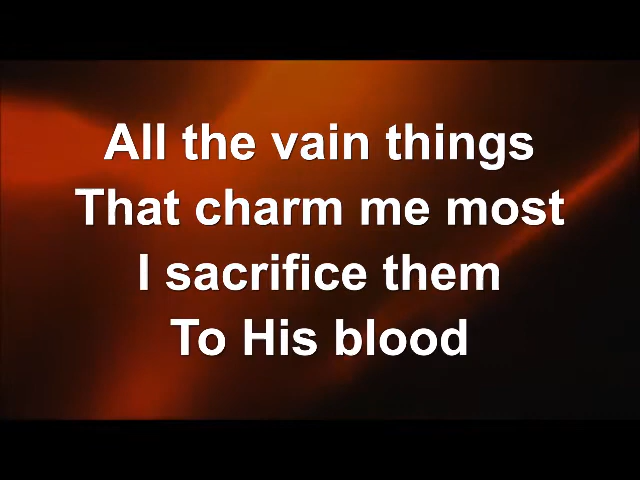 All the vain things
That charm me most
I sacrifice them
To His blood